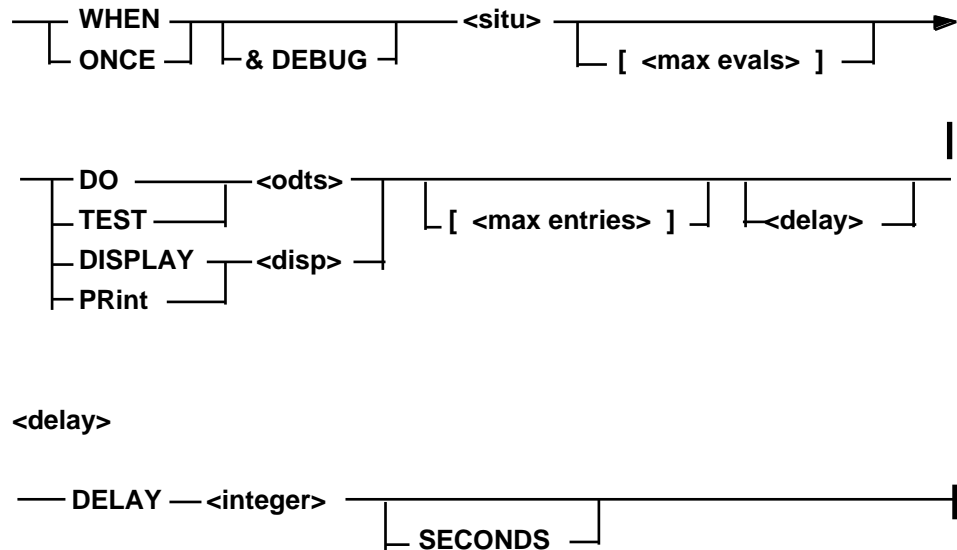 WHEN <situ>
ONCE & DEBUG [ <max evals> ]
DO <odts>
TEST [ <max entries> ] <delay>
DISPLAY <disp>
PRint
<delay>
DELAY <integer>
SECONDS